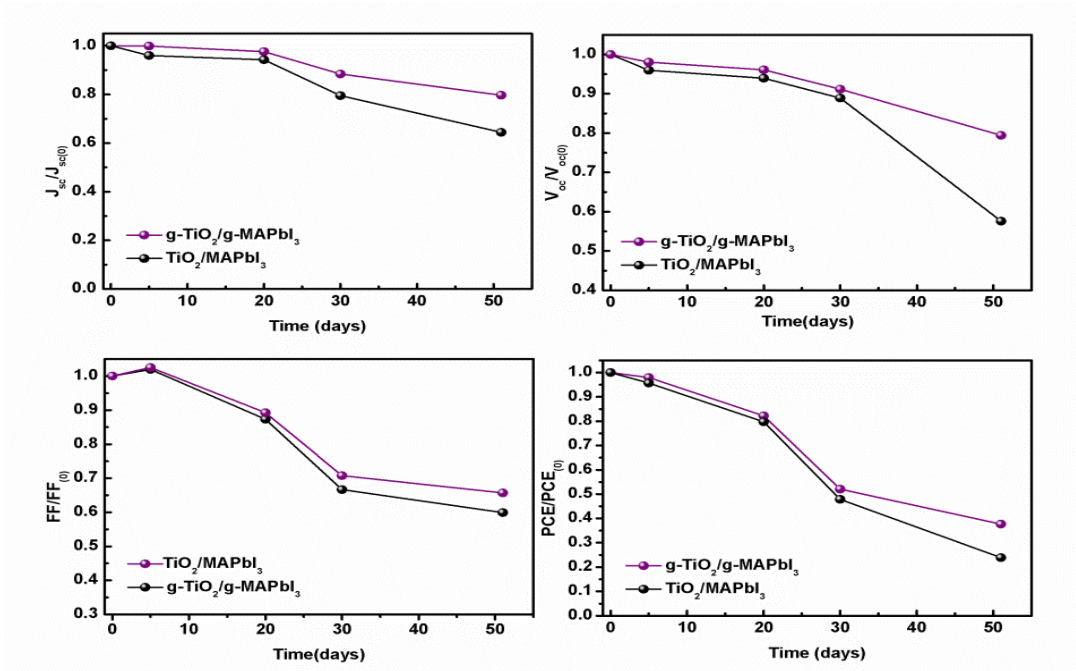 1.0
0.8
0.6
0.4
0.2
0.0
J_sc/J_sc(0)
g-TiO₂/g-MAPbI₃
TiO₂/MAPbI₃
0 10 20 30 40 50
Time (days)
1.0
0.9
0.8
0.7
0.6
0.5
0.4
V_oc/V_oc(0)
g-TiO₂/g-MAPbI₃
TiO₂/MAPbI₃
0 10 20 30 40 50
Time(days)
1.0
0.9
0.8
0.7
0.6
0.5
0.4
0.3
FF/FF₍₀₎
TiO₂/MAPbI₃
g-TiO₂/g-MAPbI₃
0 10 20 30 40 50
Time(days)
1.0
0.9
0.8
0.7
0.6
0.5
0.4
0.3
0.2
0.1
0.0
PCE/PCE₍₀₎
g-TiO₂/g-MAPbI₃
TiO₂/MAPbI₃
0 10 20 30 40 50
Time(days)